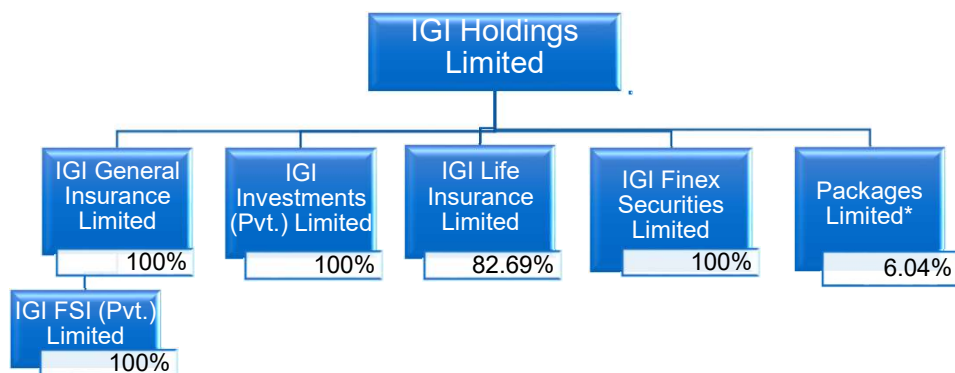 IGI Holdings
Limited
IGI General
Insurance
Limited
100%
IGI
Investments
(Pvt.) Limited
100%
IGI Life
Insurance
Limited
82.69%
IGI Finex
Securities
Limited
100%
Packages
Limited*
6.04%
IGI FSI (Pvt.)
Limited
100%